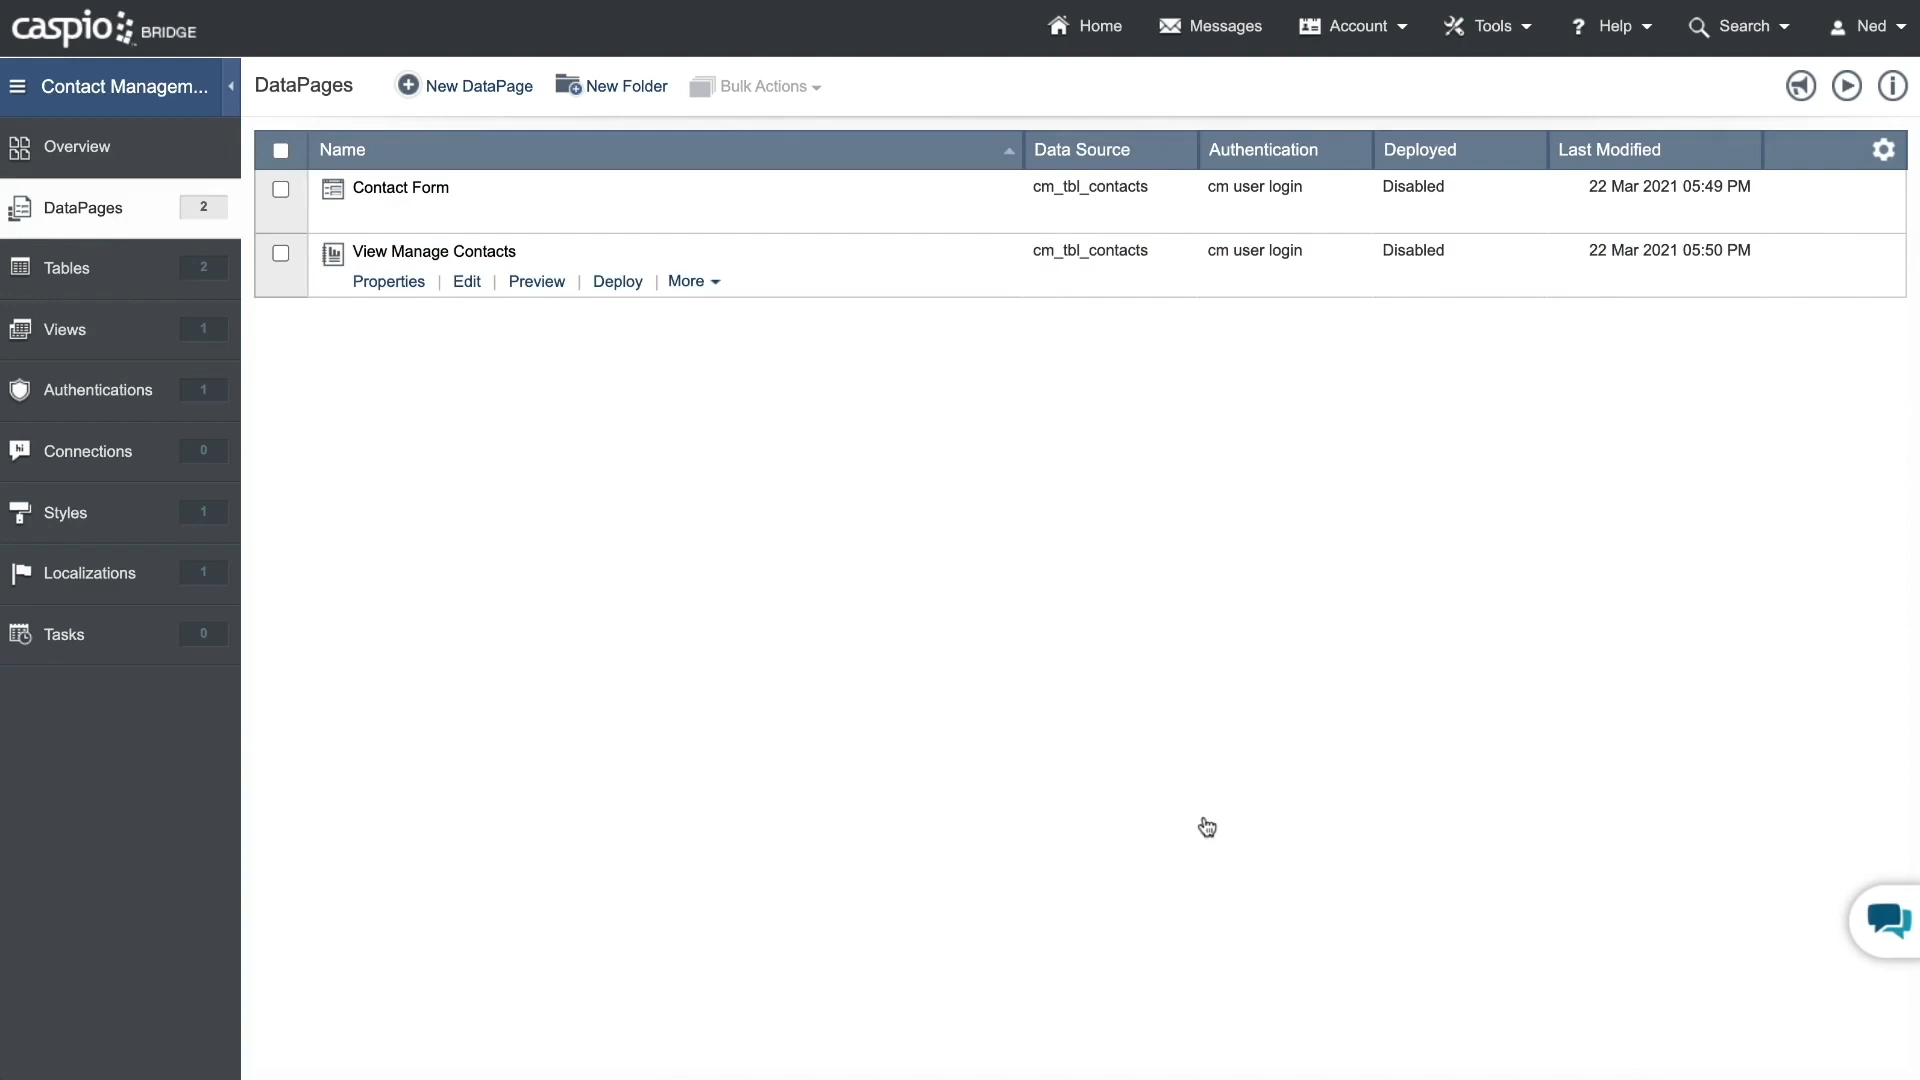 caspio BRIDGE
Home Messages Account Tools ? Help Search Ned
Contact Managem...
DataPages New DataPage New Folder Bulk Actions
Overview
DataPages 2
Tables 2
Views 1
Authentications 1
hi Connections 0
Styles 1
Localizations 1
Tasks 0
Name Data Source Authentication Deployed Last Modified
Contact Form cm_tbl_contacts cm user login Disabled 22 Mar 2021 05:49 PM
View Manage Contacts cm_tbl_contacts cm user login Disabled 22 Mar 2021 05:50 PM
Properties | Edit | Preview | Deploy | More